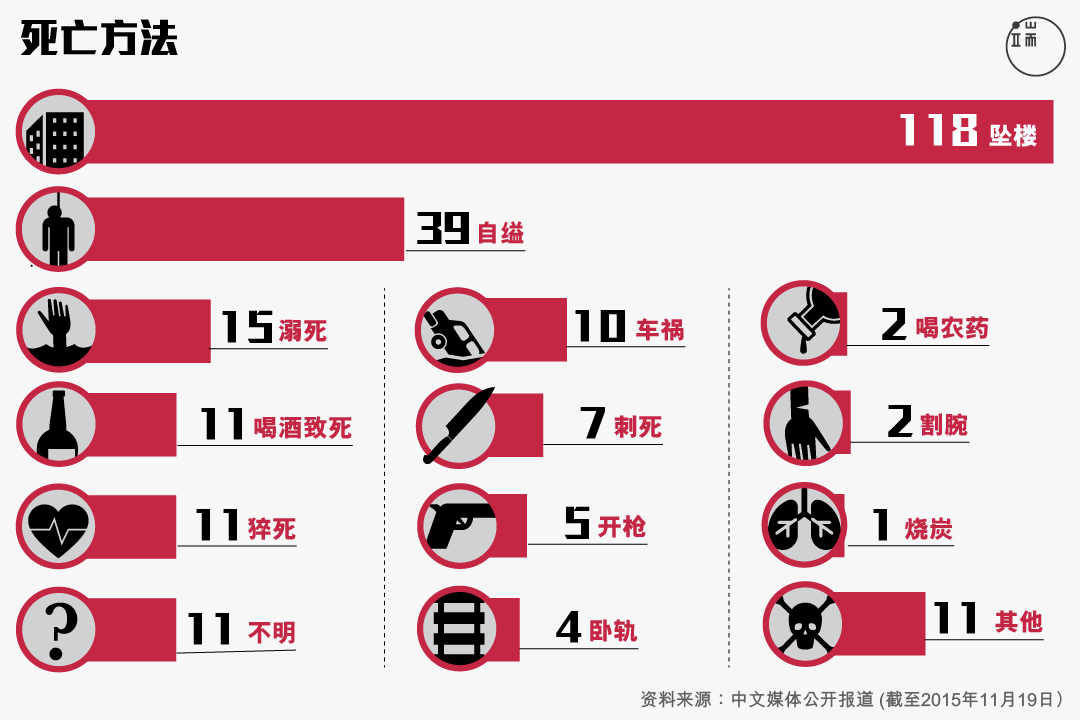 死亡方法
端
118 坠楼
39 自缢
15 溺死
11 喝酒致死
11 猝死
11 不明
10 车祸
7 刺死
5 开枪
4 卧轨
2 喝农药
2 割腕
1 烧炭
11 其他
资料来源：中文媒体公开报道 (截至2015年11月19日）